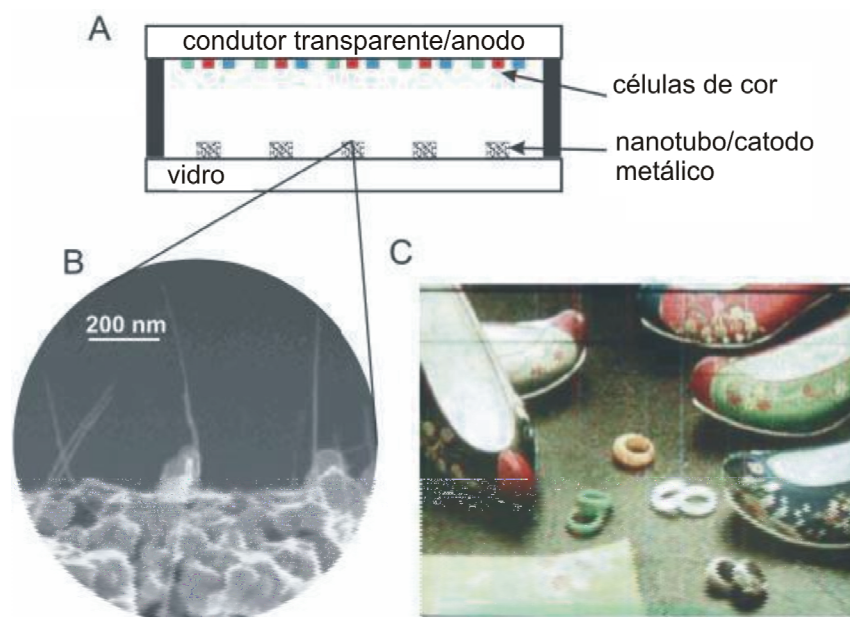 A
condutor transparente/anodo
células de cor
nanotubo/catodo
metálico
vidro
B
200 nm
C